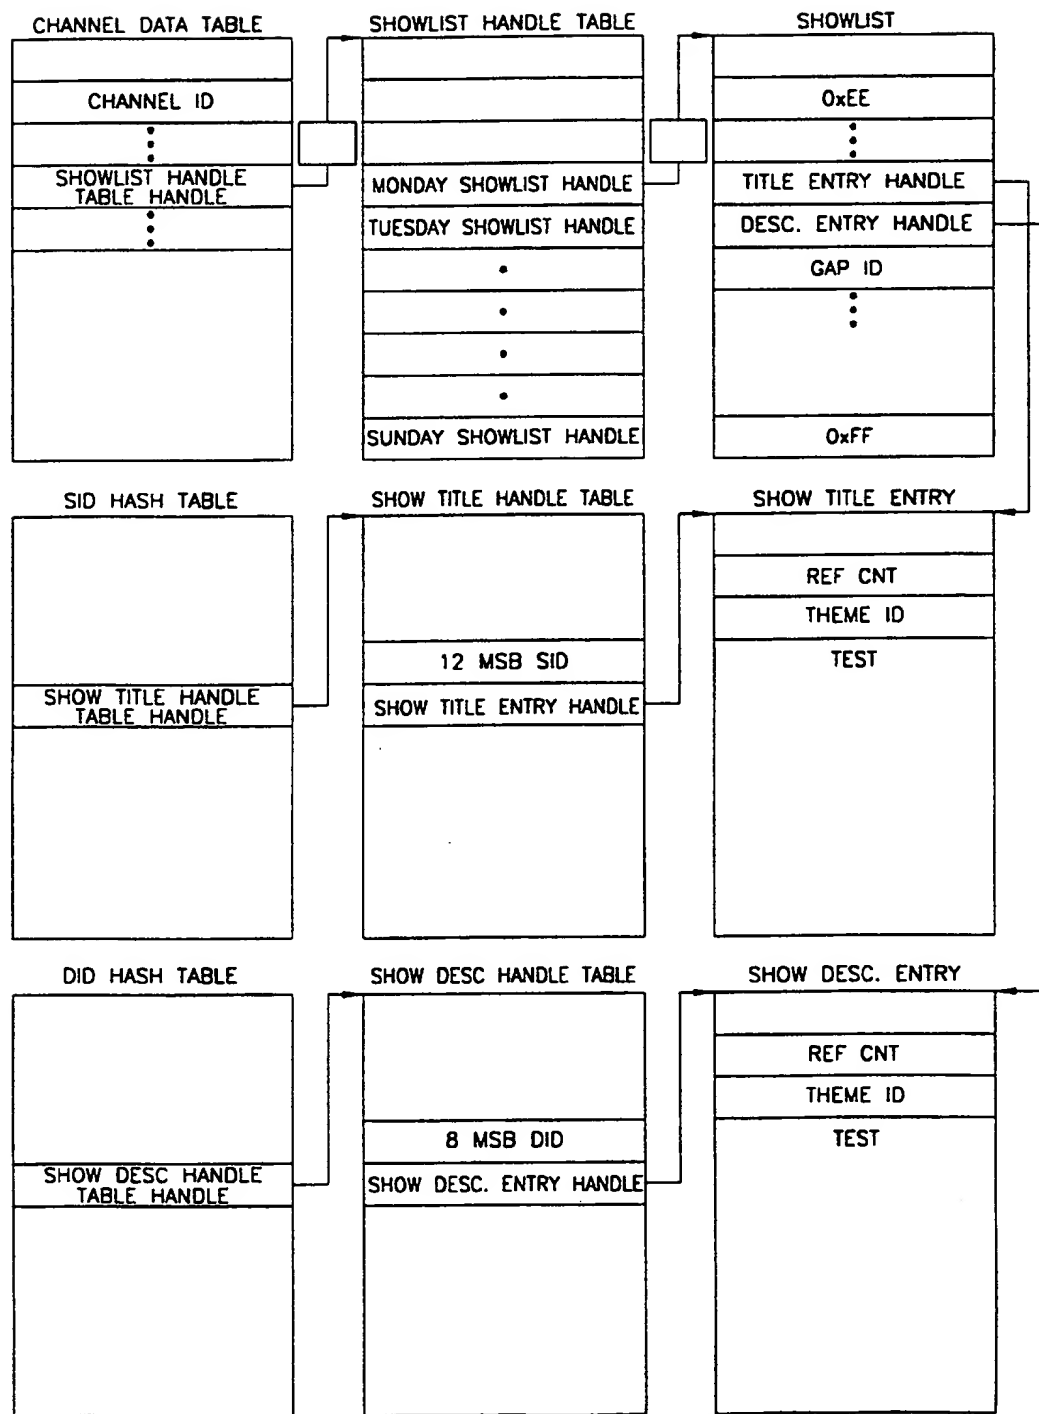 CHANNEL DATA TABLE
CHANNEL ID
SHOWLIST HANDLE
TABLE HANDLE
SHOWLIST HANDLE TABLE
MONDAY SHOWLIST HANDLE
TUESDAY SHOWLIST HANDLE
SUNDAY SHOWLIST HANDLE
SHOWLIST
0xEE
TITLE ENTRY HANDLE
DESC. ENTRY HANDLE
GAP ID
0xFF
SID HASH TABLE
SHOW TITLE HANDLE
TABLE HANDLE
SHOW TITLE HANDLE TABLE
12 MSB SID
SHOW TITLE ENTRY HANDLE
SHOW TITLE ENTRY
REF CNT
THEME ID
TEST
DID HASH TABLE
SHOW DESC HANDLE
TABLE HANDLE
SHOW DESC HANDLE TABLE
8 MSB DID
SHOW DESC. ENTRY HANDLE
SHOW DESC. ENTRY
REF CNT
THEME ID
TEST